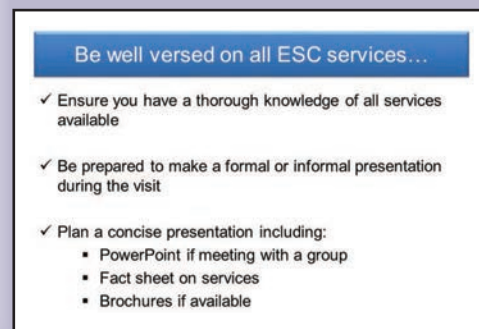 Be well versed on all ESC services…
✓ Ensure you have a thorough knowledge of all services
available
✓ Be prepared to make a formal or informal presentation
during the visit
✓ Plan a concise presentation including:
▪ PowerPoint if meeting with a group
▪ Fact sheet on services
▪ Brochures if available